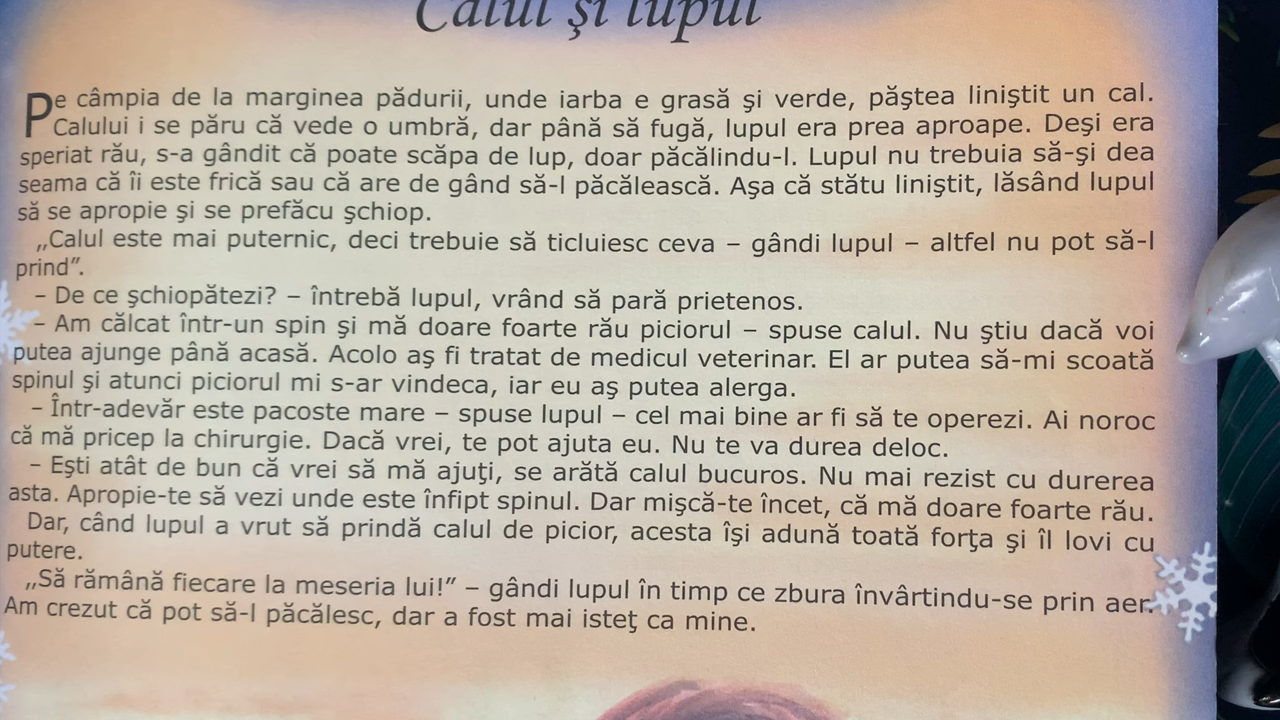 Calul şi lupul
Pe câmpia de la marginea pădurii, unde iarba e grasă şi verde, păştea liniştit un cal.
Calului i se păru că vede o umbră, dar până să fugă, lupul era prea aproape. Deşi era
speriat rău, s-a gândit că poate scăpa de lup, doar păcălindu-l. Lupul nu trebuia să-şi dea
seama că îi este frică sau că are de gând să-l păcălească. Aşa că stătu liniştit, lăsând lupul
să se apropie şi se prefăcu şchiop.
„Calul este mai puternic, deci trebuie să ticluiesc ceva – gândi lupul – altfel nu pot să-l
prind”.
– De ce şchiopătezi? – întrebă lupul, vrând să pară prietenos.
– Am călcat într-un spin şi mă doare foarte rău piciorul – spuse calul. Nu ştiu dacă voi
putea ajunge până acasă. Acolo aş fi tratat de medicul veterinar. El ar putea să-mi scoată
spinul şi atunci piciorul mi s-ar vindeca, iar eu aş putea alerga.
– Într-adevăr este pacoste mare – spuse lupul – cel mai bine ar fi să te operezi. Ai noroc
că mă pricep la chirurgie. Dacă vrei, te pot ajuta eu. Nu te va durea deloc.
– Eşti atât de bun că vrei să mă ajuţi, se arătă calul bucuros. Nu mai rezist cu durerea
asta. Apropie-te să vezi unde este înfipt spinul. Dar mişcă-te încet, că mă doare foarte rău.
Dar, când lupul a vrut să prindă calul de picior, acesta îşi adună toată forţa şi îl lovi cu
putere.
„Să rămână fiecare la meseria lui!” – gândi lupul în timp ce zbura învârtindu-se prin aer.
Am crezut că pot să-l păcălesc, dar a fost mai isteţ ca mine.